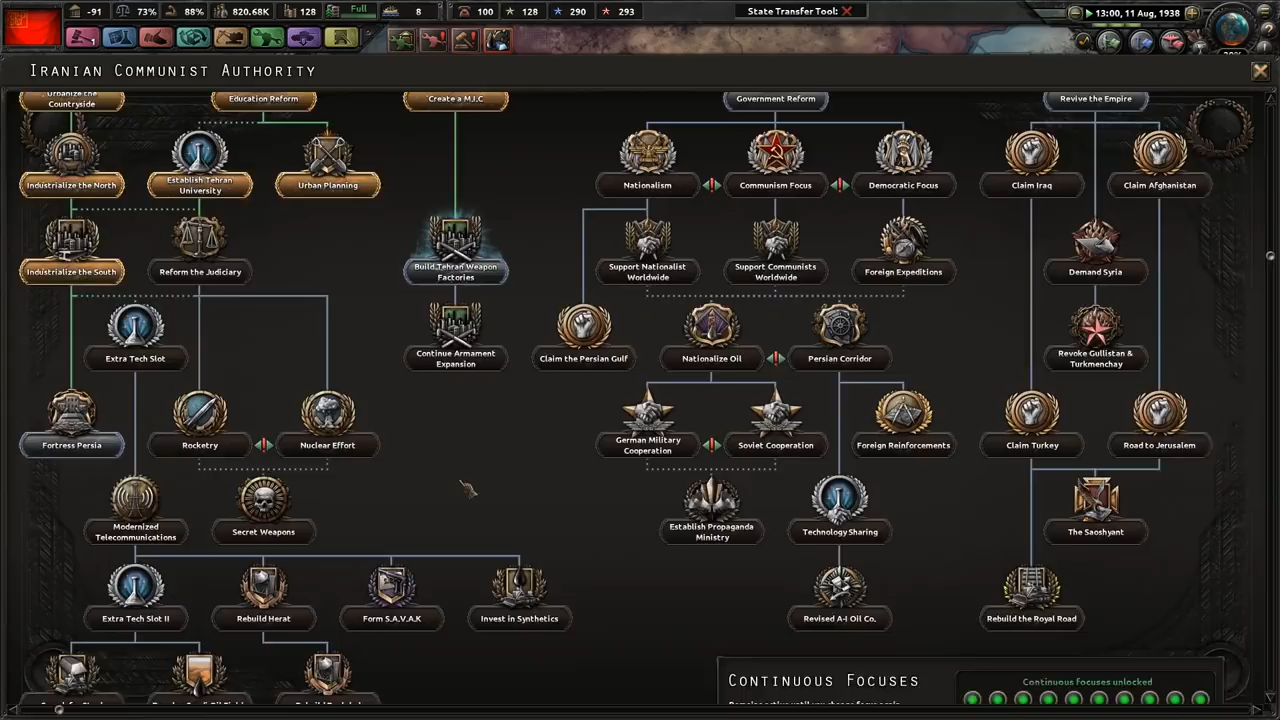 -91
73%
88%
820.68K
128
Full
8
100
128
290
293
State Transfer Tool:
13:00, 11 Aug, 1938
1
IRANIAN COMMUNIST AUTHORITY
Urbanize the
Countryside
Education Reform
Create a M.I.C
Government Reform
Revive the Empire
Industrialize the North
Establish Tehran
University
Urban Planning
Nationalism
Communism Focus
Democratic Focus
Claim Iraq
Claim Afghanistan
Industrialize the South
Reform the Judiciary
Build Tehran Weapon
Factories
Support Nationalist
Worldwide
Support Communists
Worldwide
Foreign Expeditions
Demand Syria
Extra Tech Slot
Continue Armament
Expansion
Claim the Persian Gulf
Nationalize Oil
Persian Corridor
Revoke Gullistan &
Turkmenchay
Fortress Persia
Rocketry
Nuclear Effort
German Military
Cooperation
Soviet Cooperation
Foreign Reinforcements
Claim Turkey
Road to Jerusalem
Modernized
Telecommunications
Secret Weapons
Establish Propaganda
Ministry
Technology Sharing
The Saoshyant
Extra Tech Slot II
Rebuild Herat
Form S.A.V.A.K
Invest in Synthetics
Revised A-I Oil Co.
Rebuild the Royal Road
CONTINUOUS FOCUSES
Continuous focuses unlocked